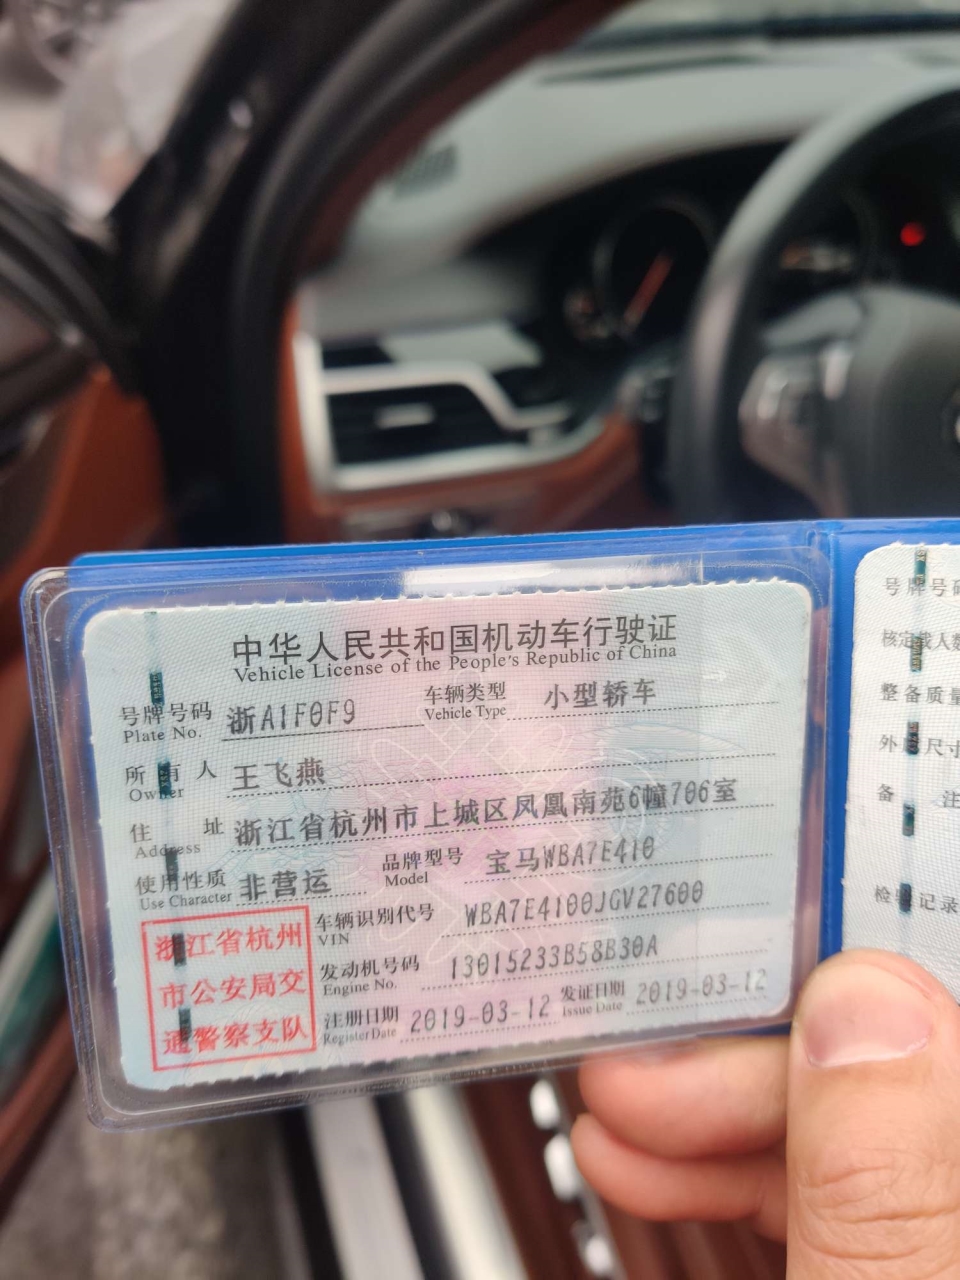 中华人民共和国机动车行驶证
Vehicle License of the People's Republic of China
号牌号码 浙A1F0F9 车辆类型 小型轿车
Plate No. Vehicle Type
所有人 王飞燕
Owner
住址 浙江省杭州市上城区凤凰南苑6幢706室
Address
使用性质 非营运 品牌型号 宝马WBA7E410
Use Character Model
浙江省杭州
市公安局交
通警察支队
车辆识别代号 WBA7E4100JGV27600
VIN
发动机号码 13015233B58B30A
Engine No.
注册日期 2019-03-12 发证日期 2019-03-12
Register Date Issue Date
号牌号码
核定载人数
整备质量
外廓尺寸
备注
检验记录